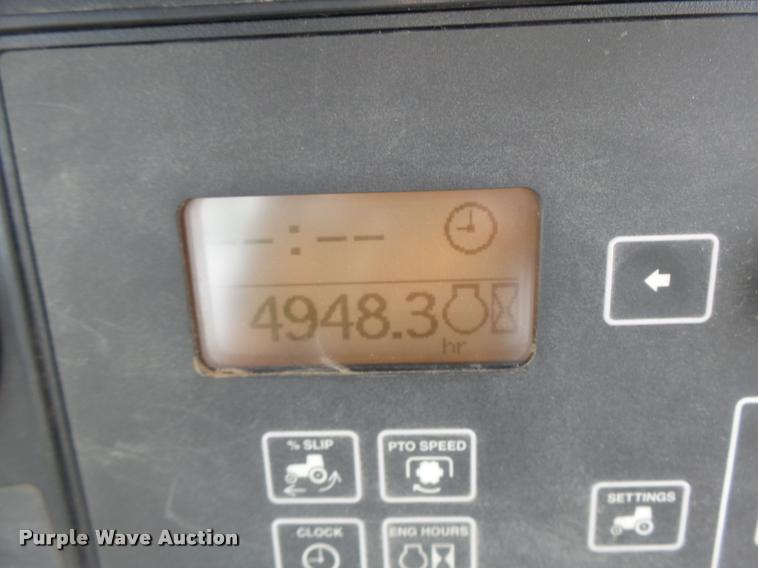 --:--
4948.3
hr
% SLIP
PTO SPEED
SETTINGS
CLOCK
ENG HOURS
Purple Wave Auction